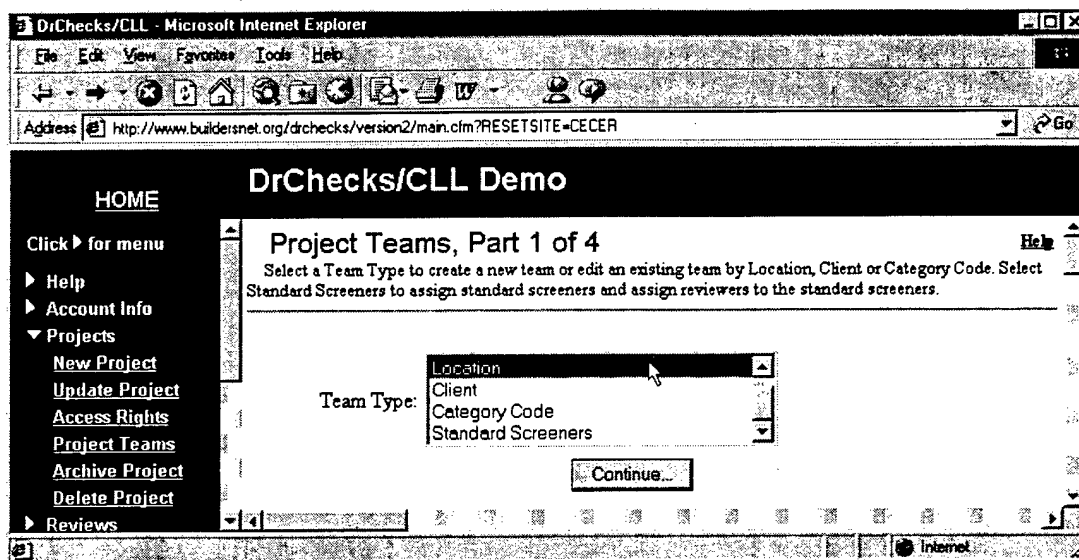 DrChecks/CLL - Microsoft Internet Explorer
File Edit View Favorites Tools Help
Address http://www.buildersnet.org/drchecks/version2/main.cfm?RESETSITE=CECER Go
HOME
DrChecks/CLL Demo
Click for menu
Help
Account Info
Projects
New Project
Update Project
Access Rights
Project Teams
Archive Project
Delete Project
Reviews
Project Teams, Part 1 of 4
Help
Select a Team Type to create a new team or edit an existing team by Location, Client or Category Code. Select
Standard Screeners to assign standard screeners and assign reviewers to the standard screeners.
Team Type:
Location
Client
Category Code
Standard Screeners
Continue...
Internet